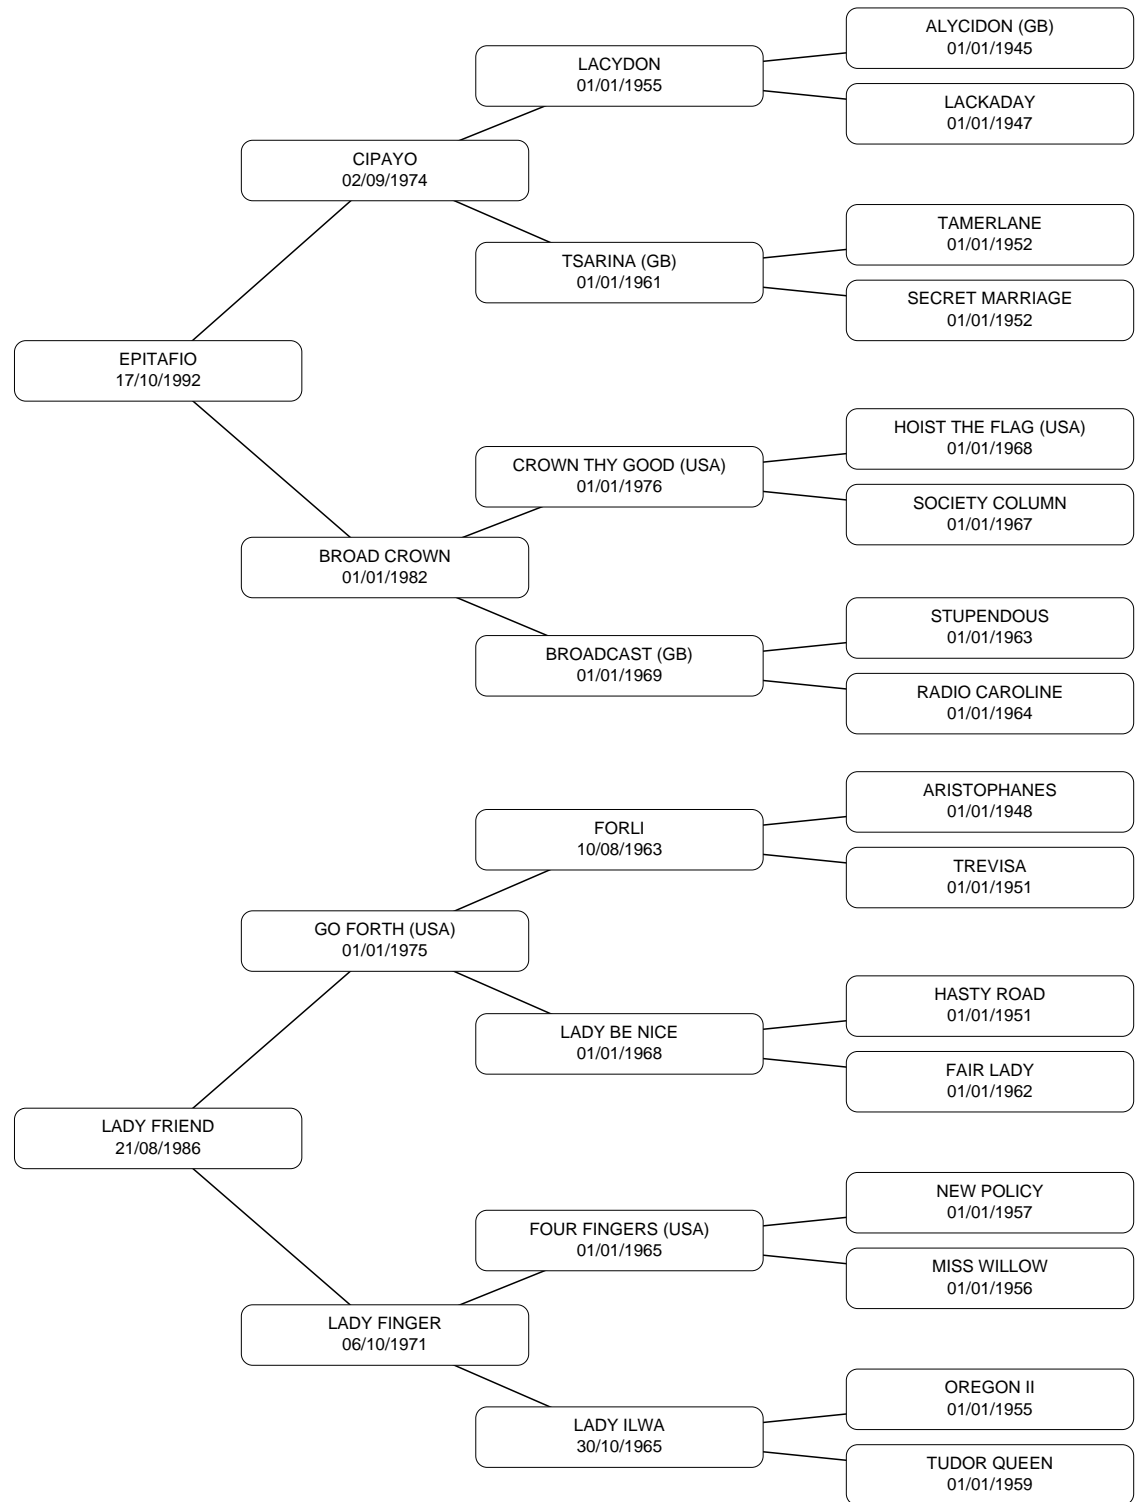 ALYCIDON (GB)
01/01/1945
LACYDON
01/01/1955
LACKADAY
01/01/1947
CIPAYO
02/09/1974
TAMERLANE
01/01/1952
TSARINA (GB)
01/01/1961
SECRET MARRIAGE
01/01/1952
EPITAFIO
17/10/1992
HOIST THE FLAG (USA)
01/01/1968
CROWN THY GOOD (USA)
01/01/1976
SOCIETY COLUMN
01/01/1967
BROAD CROWN
01/01/1982
STUPENDOUS
01/01/1963
BROADCAST (GB)
01/01/1969
RADIO CAROLINE
01/01/1964
ARISTOPHANES
01/01/1948
FORLI
10/08/1963
TREVISA
01/01/1951
GO FORTH (USA)
01/01/1975
HASTY ROAD
01/01/1951
LADY BE NICE
01/01/1968
FAIR LADY
01/01/1962
LADY FRIEND
21/08/1986
NEW POLICY
01/01/1957
FOUR FINGERS (USA)
01/01/1965
MISS WILLOW
01/01/1956
LADY FINGER
06/10/1971
OREGON II
01/01/1955
LADY ILWA
30/10/1965
TUDOR QUEEN
01/01/1959